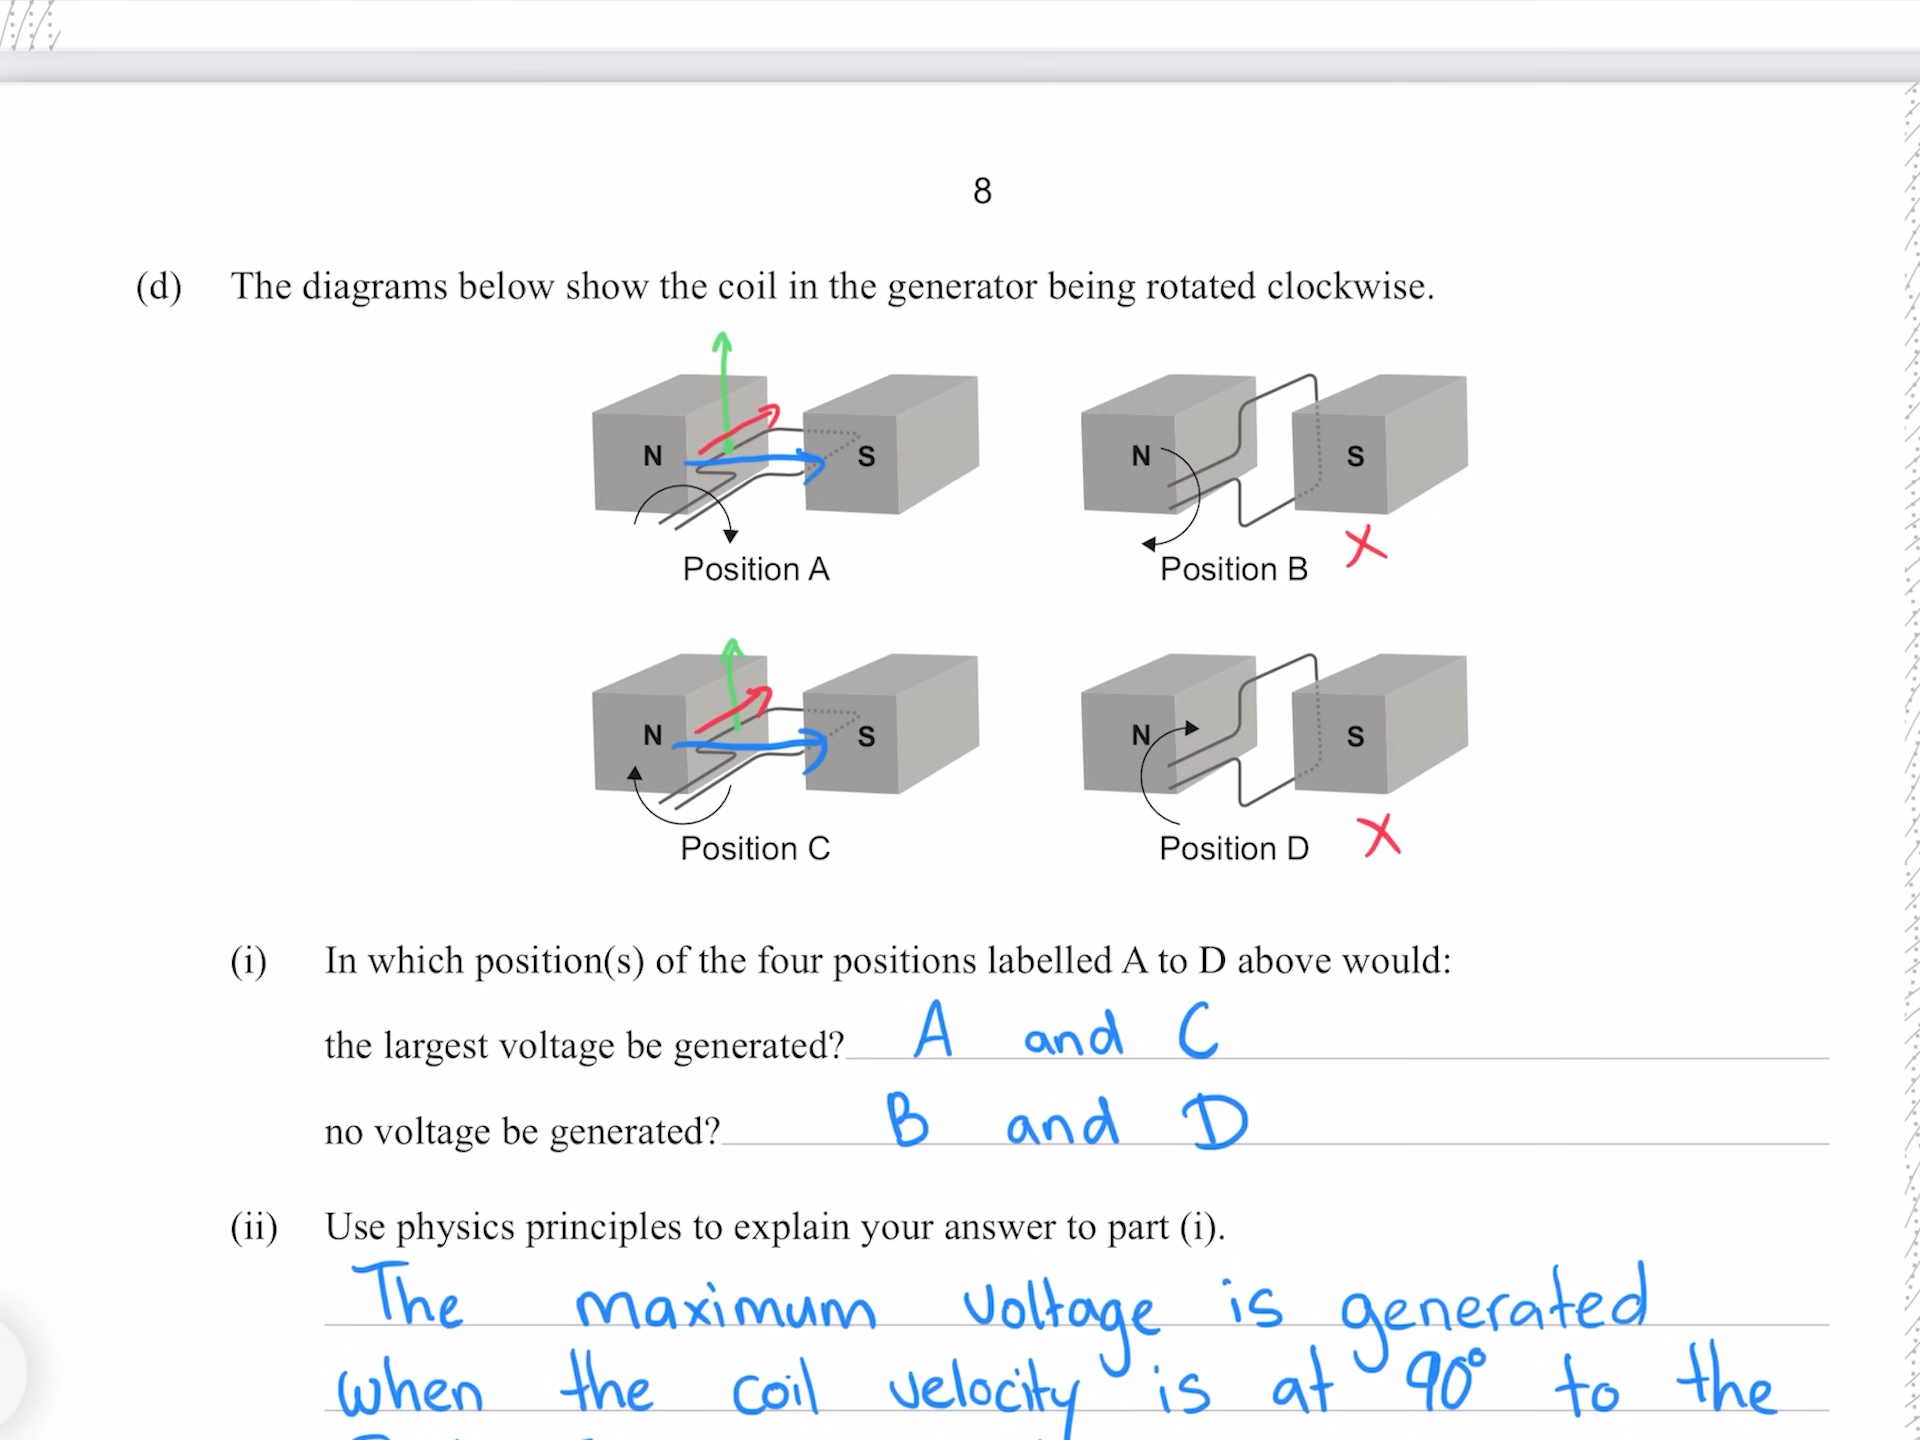 8
(d) The diagrams below show the coil in the generator being rotated clockwise.
N S N S
Position A Position B X
N S N S
Position C Position D X
(i) In which position(s) of the four positions labelled A to D above would:
the largest voltage be generated? A and C
no voltage be generated? B and D
(ii) Use physics principles to explain your answer to part (i).
The maximum voltage is generated
when the coil velocity is at 90° to the